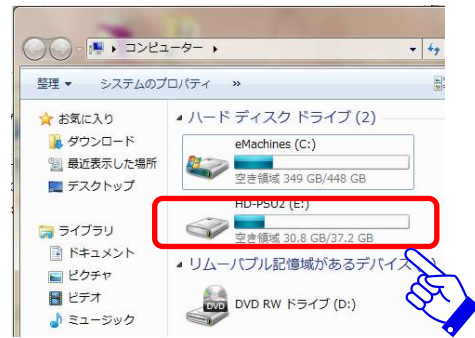 コンピューター
整理 システムのプロパティ »
お気に入り
ダウンロード
最近表示した場所
デスクトップ
ライブラリ
ドキュメント
ピクチャ
ビデオ
ミュージック
ハード ディスク ドライブ (2)
eMachines (C:)
空き領域 349 GB/448 GB
HD-PSU2 (E:)
空き領域 30.8 GB/37.2 GB
リムーバブル記憶域があるデバイス
DVD RW ドライブ (D:)
DVD